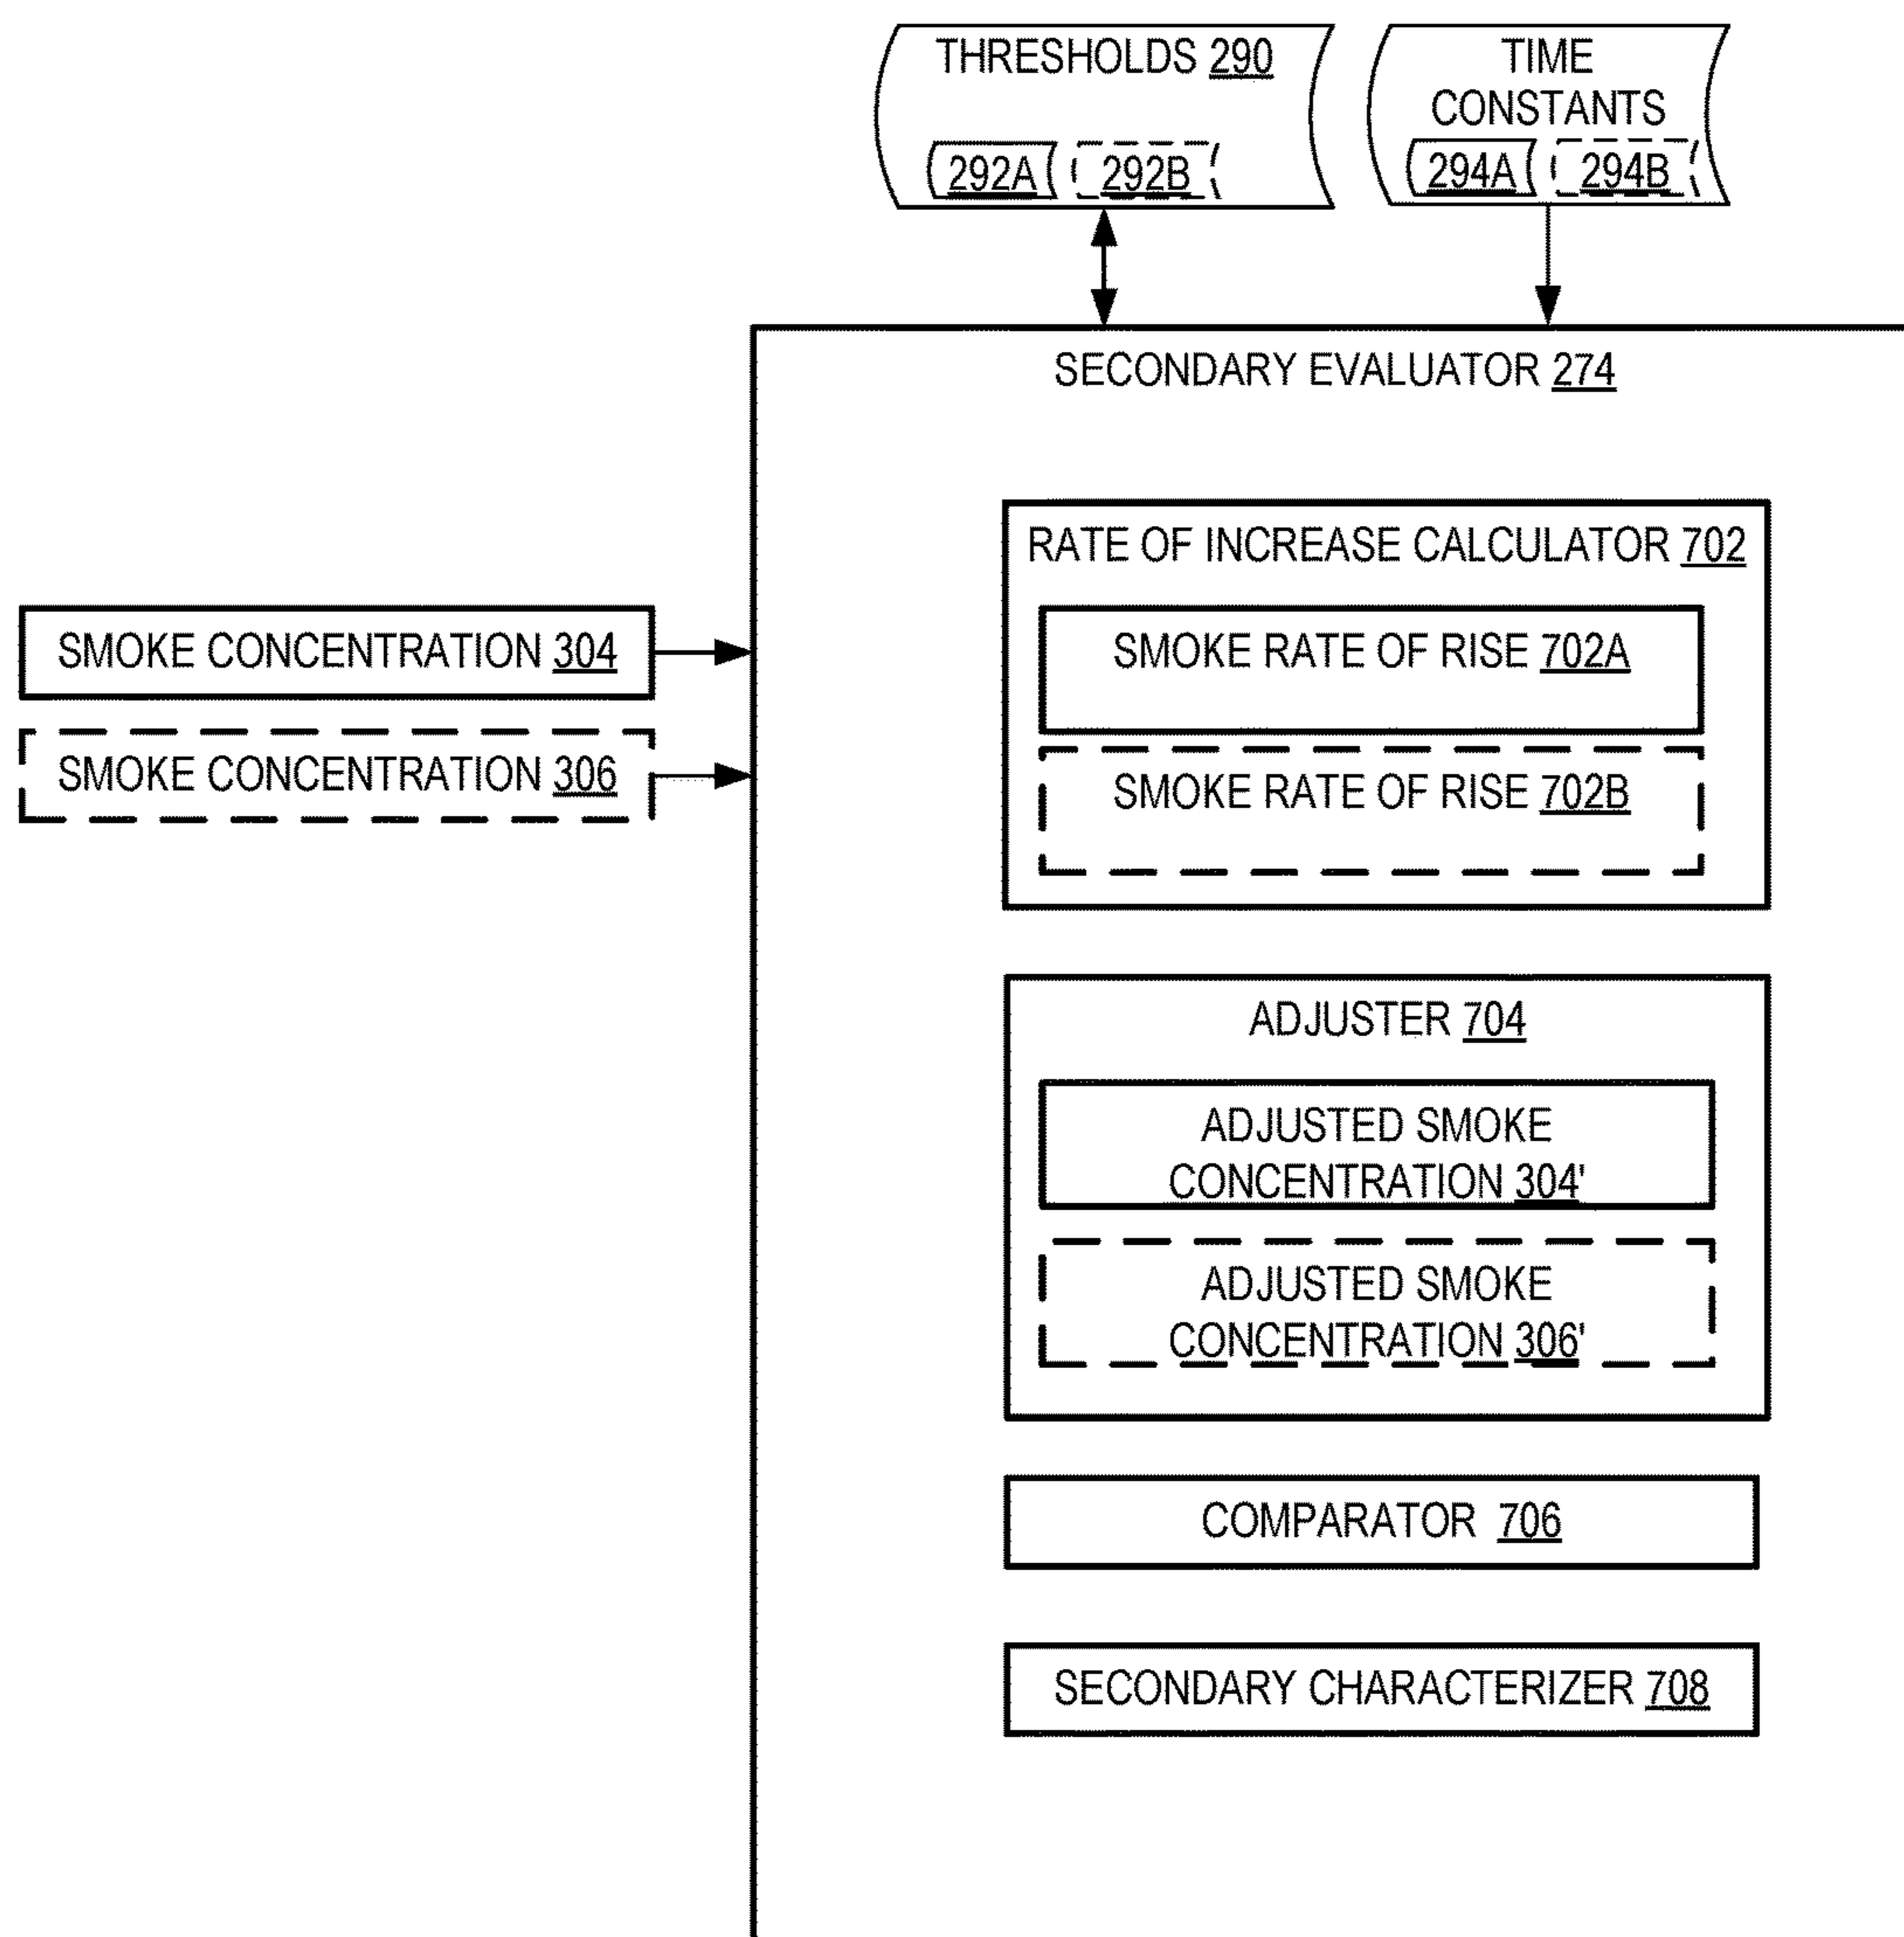 THRESHOLDS 290
292A 292B
TIME
CONSTANTS
294A 294B
SECONDARY EVALUATOR 274
RATE OF INCREASE CALCULATOR 702
SMOKE CONCENTRATION 304
SMOKE RATE OF RISE 702A
SMOKE CONCENTRATION 306
SMOKE RATE OF RISE 702B
ADJUSTER 704
ADJUSTED SMOKE
CONCENTRATION 304'
ADJUSTED SMOKE
CONCENTRATION 306'
COMPARATOR 706
SECONDARY CHARACTERIZER 708